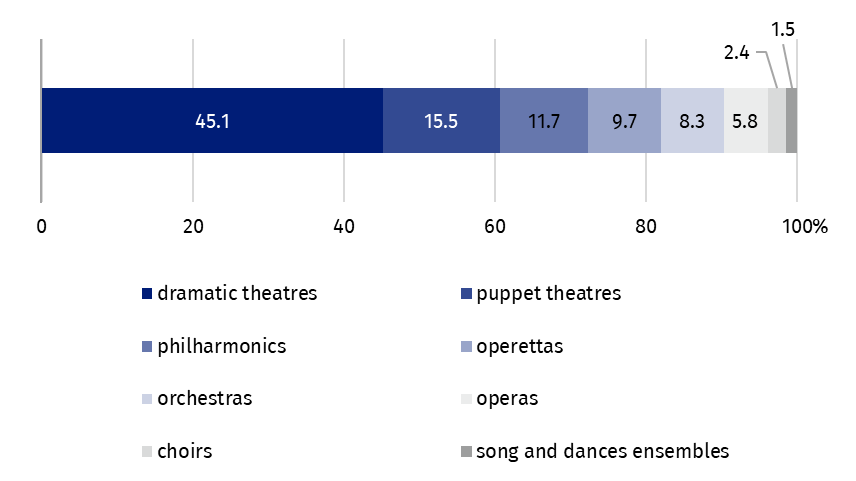 1.5
2.4
45.1 15.5 11.7 9.7 8.3 5.8
0 20 40 60 80 100%
dramatic theatres puppet theatres
philharmonics operettas
orchestras operas
choirs song and dances ensembles